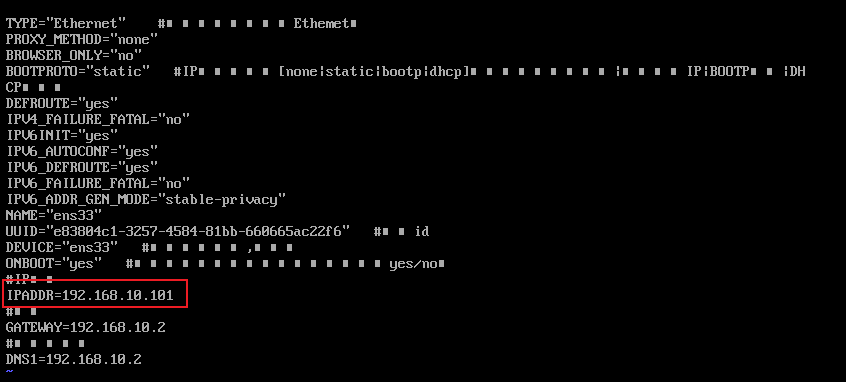 TYPE="Ethernet" # Ethemet
PROXY_METHOD="none"
BROWSER_ONLY="no"
BOOTPROTO="static" #IP [none|static|bootp|dhcp] | IP|BOOTP |DH
CP
DEFROUTE="yes"
IPV4_FAILURE_FATAL="no"
IPV6INIT="yes"
IPV6_AUTOCONF="yes"
IPV6_DEFROUTE="yes"
IPV6_FAILURE_FATAL="no"
IPV6_ADDR_GEN_MODE="stable-privacy"
NAME="ens33"
UUID="e83804c1-3257-4584-81bb-660665ac22f6" # id
DEVICE="ens33" # ,
ONBOOT="yes" # yes/no
#IP
IPADDR=192.168.10.101
#
GATEWAY=192.168.10.2
#
DNS1=192.168.10.2
~